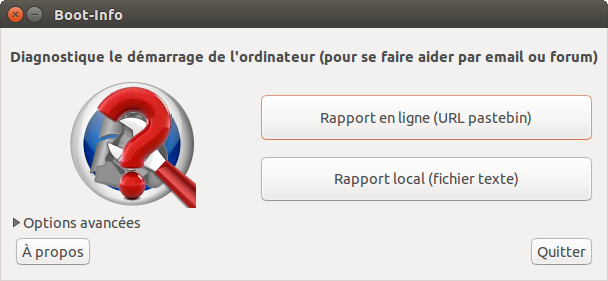 Boot-Info
Diagnostique le démarrage de l'ordinateur (pour se faire aider par email ou forum)
Rapport en ligne (URL pastebin)
Rapport local (fichier texte)
Options avancées
À propos
Quitter